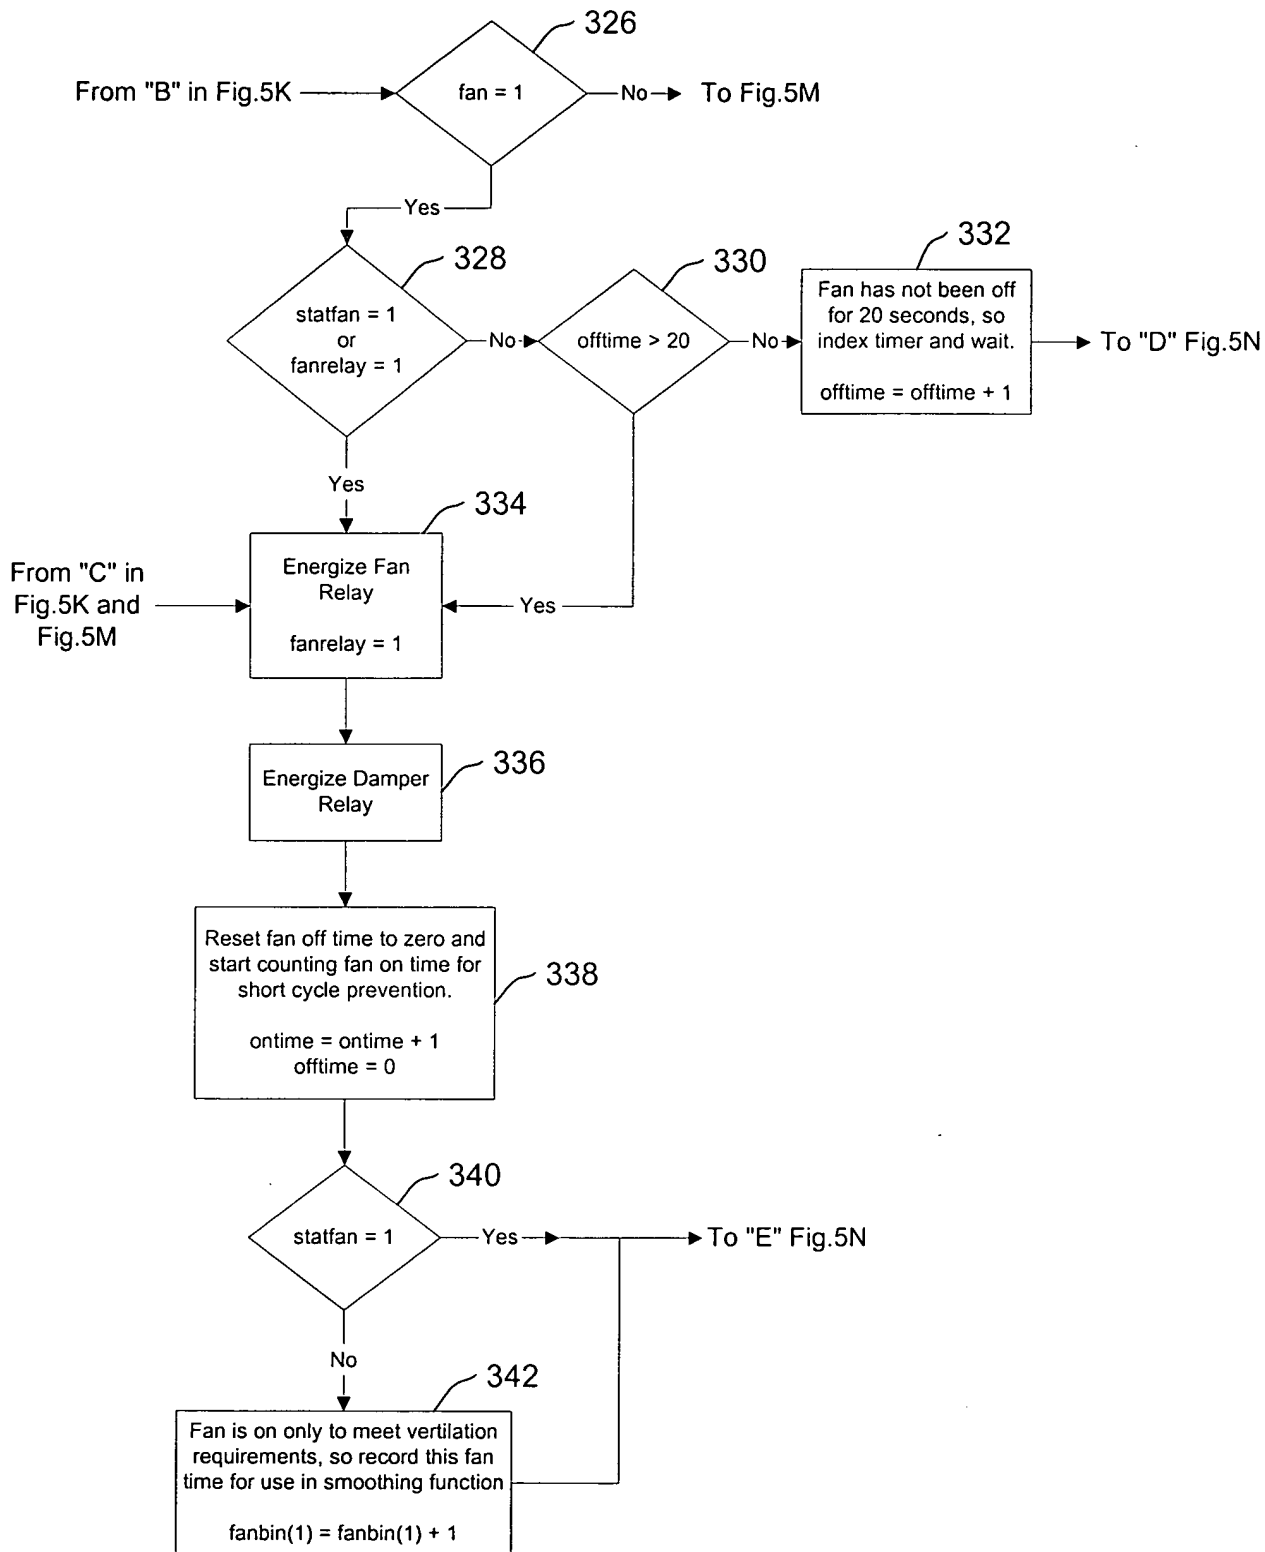 326
From "B" in Fig.5K
fan = 1
No
To Fig.5M
Yes
328
statfan = 1
or
fanrelay = 1
No
330
offtime > 20
No
332
Fan has not been off
for 20 seconds, so
index timer and wait.
offtime = offtime + 1
To "D" Fig.5N
Yes
334
From "C" in
Fig.5K and
Fig.5M
Energize Fan
Relay
fanrelay = 1
Yes
336
Energize Damper
Relay
338
Reset fan off time to zero and
start counting fan on time for
short cycle prevention.
ontime = ontime + 1
offtime = 0
340
statfan = 1
Yes
To "E" Fig.5N
No
342
Fan is on only to meet vertilation
requirements, so record this fan
time for use in smoothing function
fanbin(1) = fanbin(1) + 1